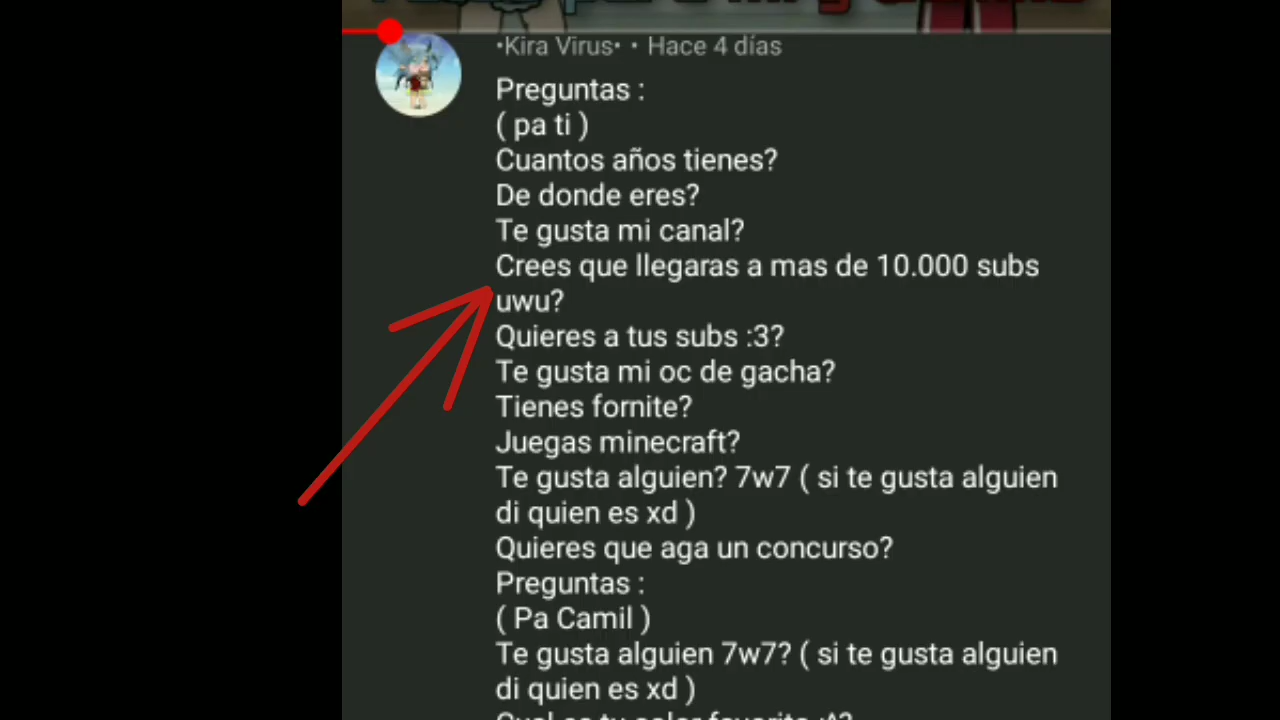 •Kira Virus• • Hace 4 días
Preguntas :
( pa ti )
Cuantos años tienes?
De donde eres?
Te gusta mi canal?
Crees que llegaras a mas de 10.000 subs
uwu?
Quieres a tus subs :3?
Te gusta mi oc de gacha?
Tienes fornite?
Juegas minecraft?
Te gusta alguien? 7w7 ( si te gusta alguien
di quien es xd )
Quieres que aga un concurso?
Preguntas :
( Pa Camil )
Te gusta alguien 7w7? ( si te gusta alguien
di quien es xd )